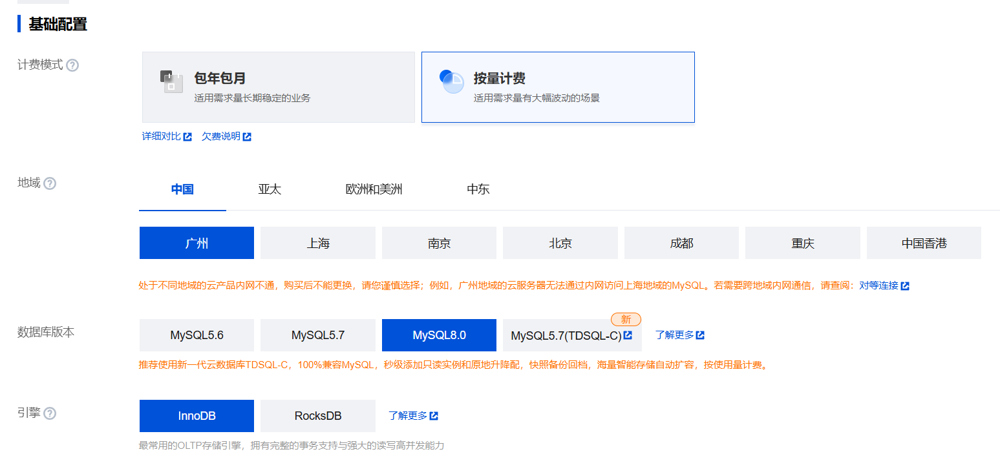 基础配置
计费模式
包年包月
适用需求量长期稳定的业务
按量计费
适用需求量有大幅波动的场景
详细对比 欠费说明
地域
中国 亚太 欧洲和美洲 中东
广州 上海 南京 北京 成都 重庆 中国香港
处于不同地域的云产品内网不通，购买后不能更换，请您谨慎选择；例如，广州地域的云服务器无法通过内网访问上海地域的MySQL。若需要跨地域内网通信，请查阅：对等连接
新
数据库版本 MySQL5.6 MySQL5.7 MySQL8.0 MySQL5.7(TDSQL-C) 了解更多
推荐使用新一代云数据库TDSQL-C，100%兼容MySQL，秒级添加只读实例和原地升降配，快照备份回档，海量智能存储自动扩容，按使用量计费。
引擎 InnoDB RocksDB 了解更多
最常用的OLTP存储引擎，拥有完整的事务支持与强大的读写高并发能力